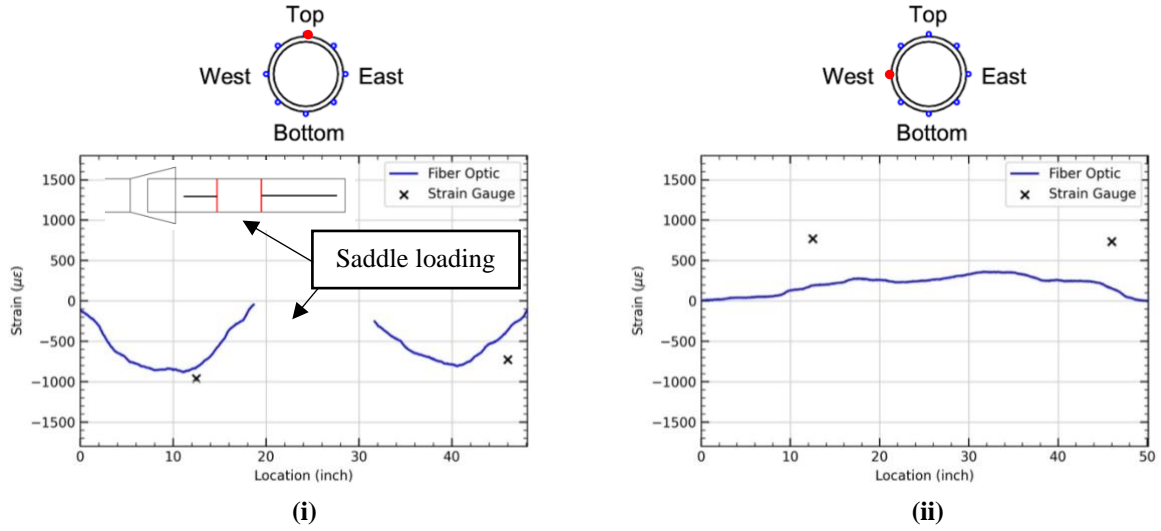 Top
West
East
Bottom
Fiber Optic
Strain Gauge
Saddle loading
1500
1000
500
0
−500
−1000
−1500
Strain (με)
0
10
20
30
40
Location (inch)
(i)
Top
West
East
Bottom
Fiber Optic
Strain Gauge
1500
1000
500
0
−500
−1000
−1500
Strain (με)
0
10
20
30
40
50
Location (inch)
(ii)